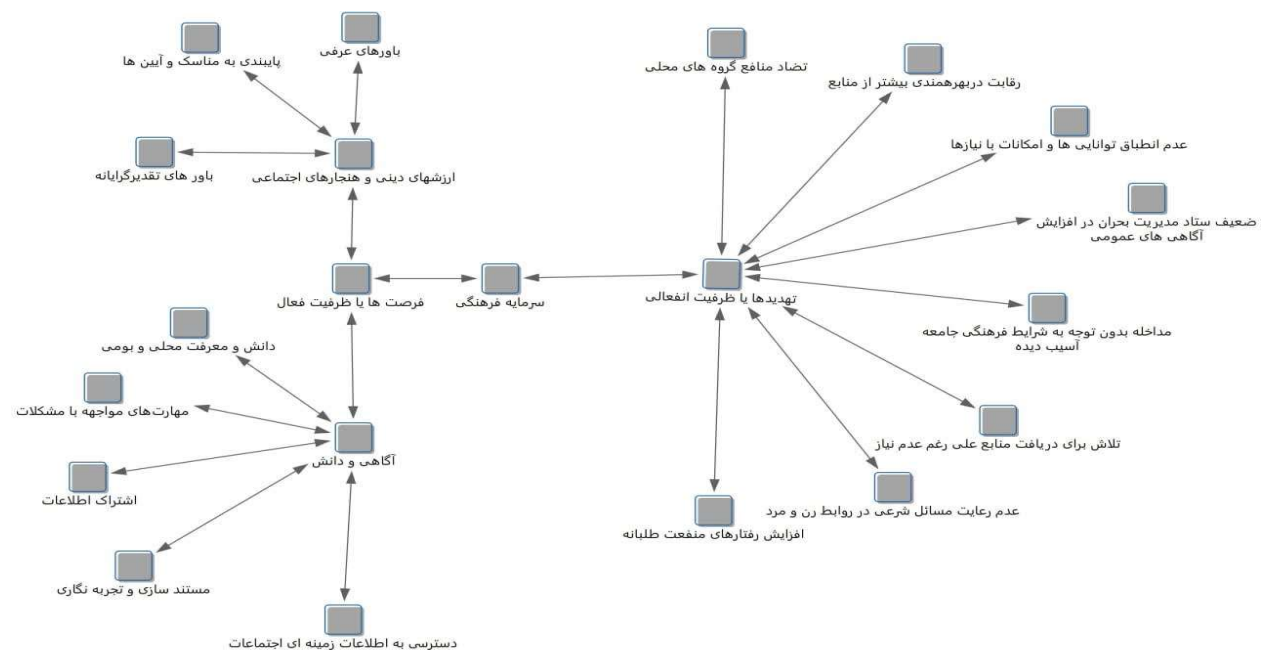 باورهای عرفی
پایبندی به مناسک و آیین ها
باور های تقدیرگرایانه
ارزشهای دینی و هنجارهای اجتماعی
فرصت ها یا ظرفیت فعال
سرمایه فرهنگی
دانش و معرفت محلی و بومی
مهارت‌های مواجهه با مشکلات
آگاهی و دانش
اشتراک اطلاعات
مستند سازی و تجربه نگاری
دسترسی به اطلاعات زمینه ای اجتماعات
تضاد منافع گروه های محلی
رقابت دربهرهمندی بیشتر از منابع
عدم انطباق توانایی ها و امکانات با نیازها
ضعیف ستاد مدیریت بحران در افزایش
آگاهی های عمومی
تهدیدها یا ظرفیت انفعالی
مداخله بدون توجه به شرایط فرهنگی جامعه
آسیب دیده
تلاش برای دریافت منابع علی رغم عدم نیاز
عدم رعایت مسائل شرعی در روابط زن و مرد
افزایش رفتارهای منفعت طلبانه